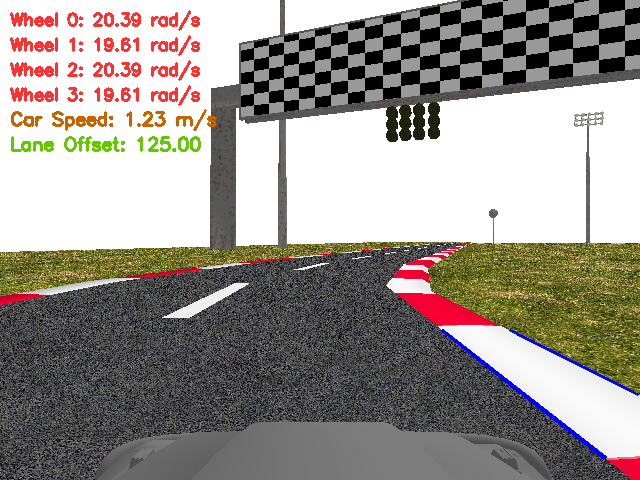 Wheel 0: 20.39 rad/s
Wheel 1: 19.61 rad/s
Wheel 2: 20.39 rad/s
Wheel 3: 19.61 rad/s
Car Speed: 1.23 m/s
Lane Offset: 125.00